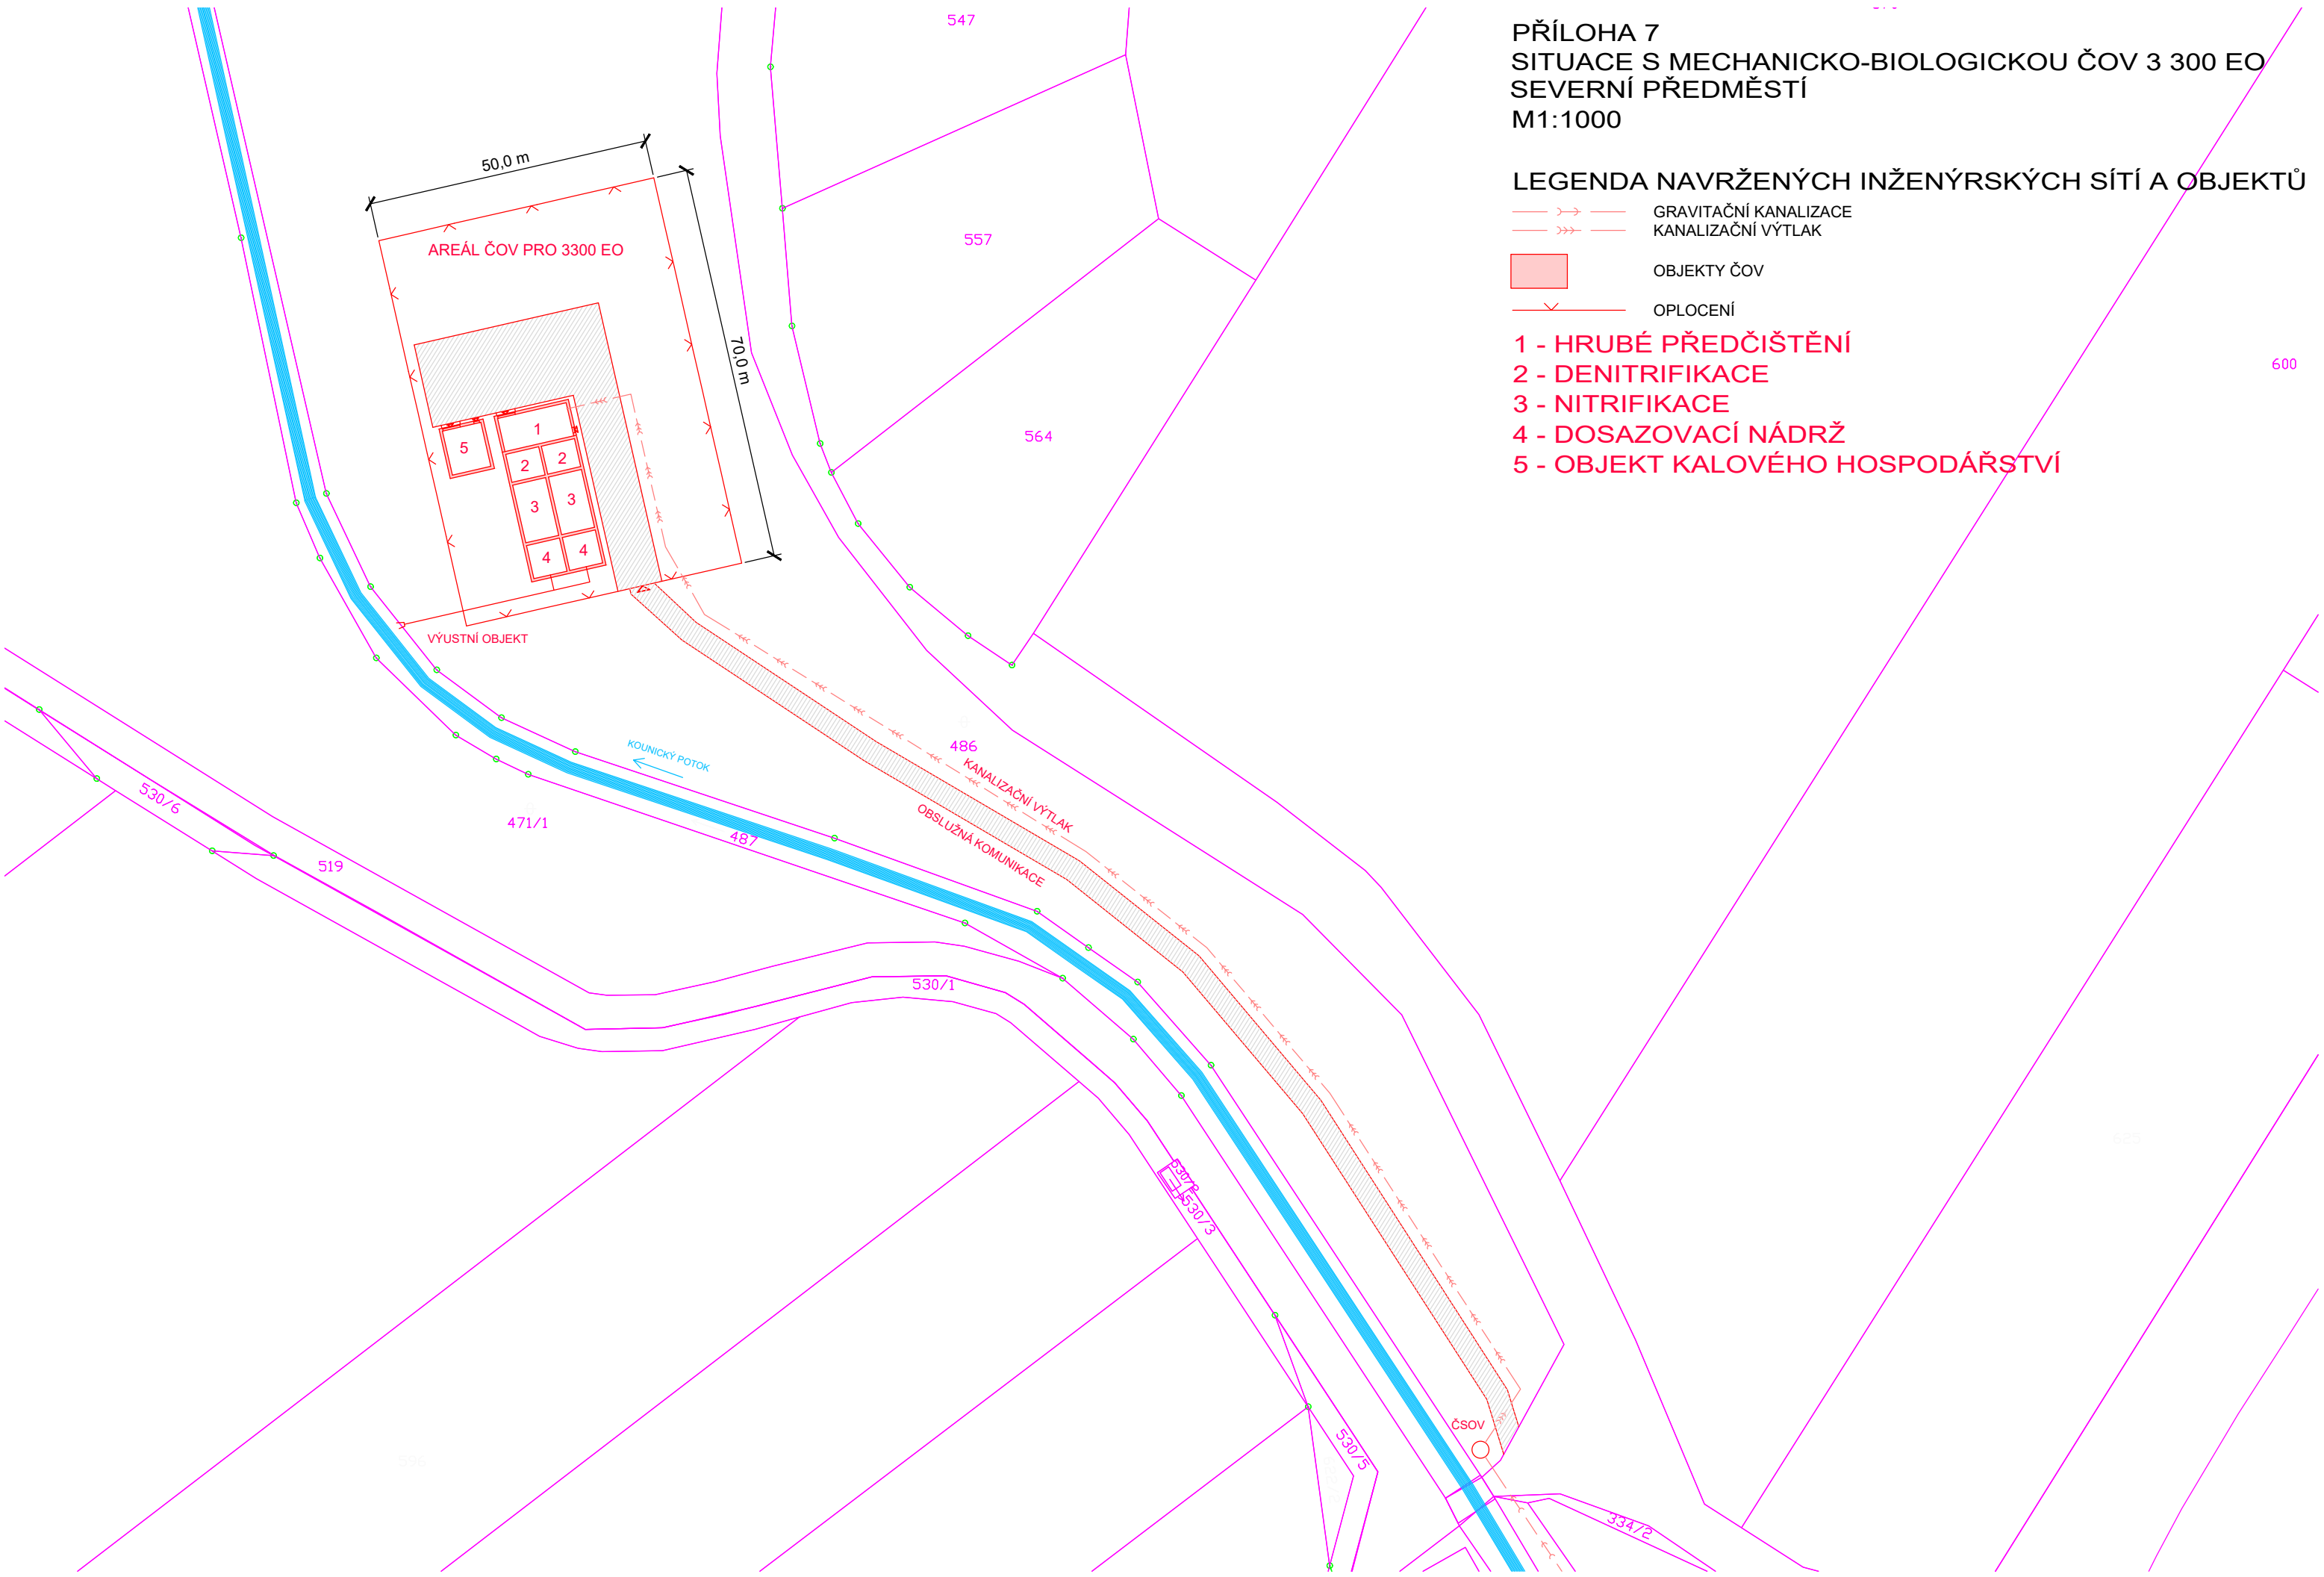 PŘÍLOHA 7
SITUACE S MECHANICKO-BIOLOGICKOU ČOV 3 300 EO
SEVERNÍ PŘEDMĚSTÍ
M1:1000
LEGENDA NAVRŽENÝCH INŽENÝRSKÝCH SÍTÍ A OBJEKTŮ
GRAVITAČNÍ KANALIZACE
KANALIZAČNÍ VÝTLAK
OBJEKTY ČOV
OPLOCENÍ
1 - HRUBÉ PŘEDČIŠTĚNÍ
2 - DENITRIFIKACE
3 - NITRIFIKACE
4 - DOSAZOVACÍ NÁDRŽ
5 - OBJEKT KALOVÉHO HOSPODÁŘSTVÍ
547
557
564
600
50,0 m
70,0 m
AREÁL ČOV PRO 3300 EO
1
5
2
2
3
3
4
4
VÝUSTNÍ OBJEKT
KOUNICKÝ POTOK
486
KANALIZAČNÍ VÝTLAK
OBSLUŽNÁ KOMUNIKACE
530/6
471/1
487
519
530/1
530/2
530/3
ČSOV
530/5
334/2